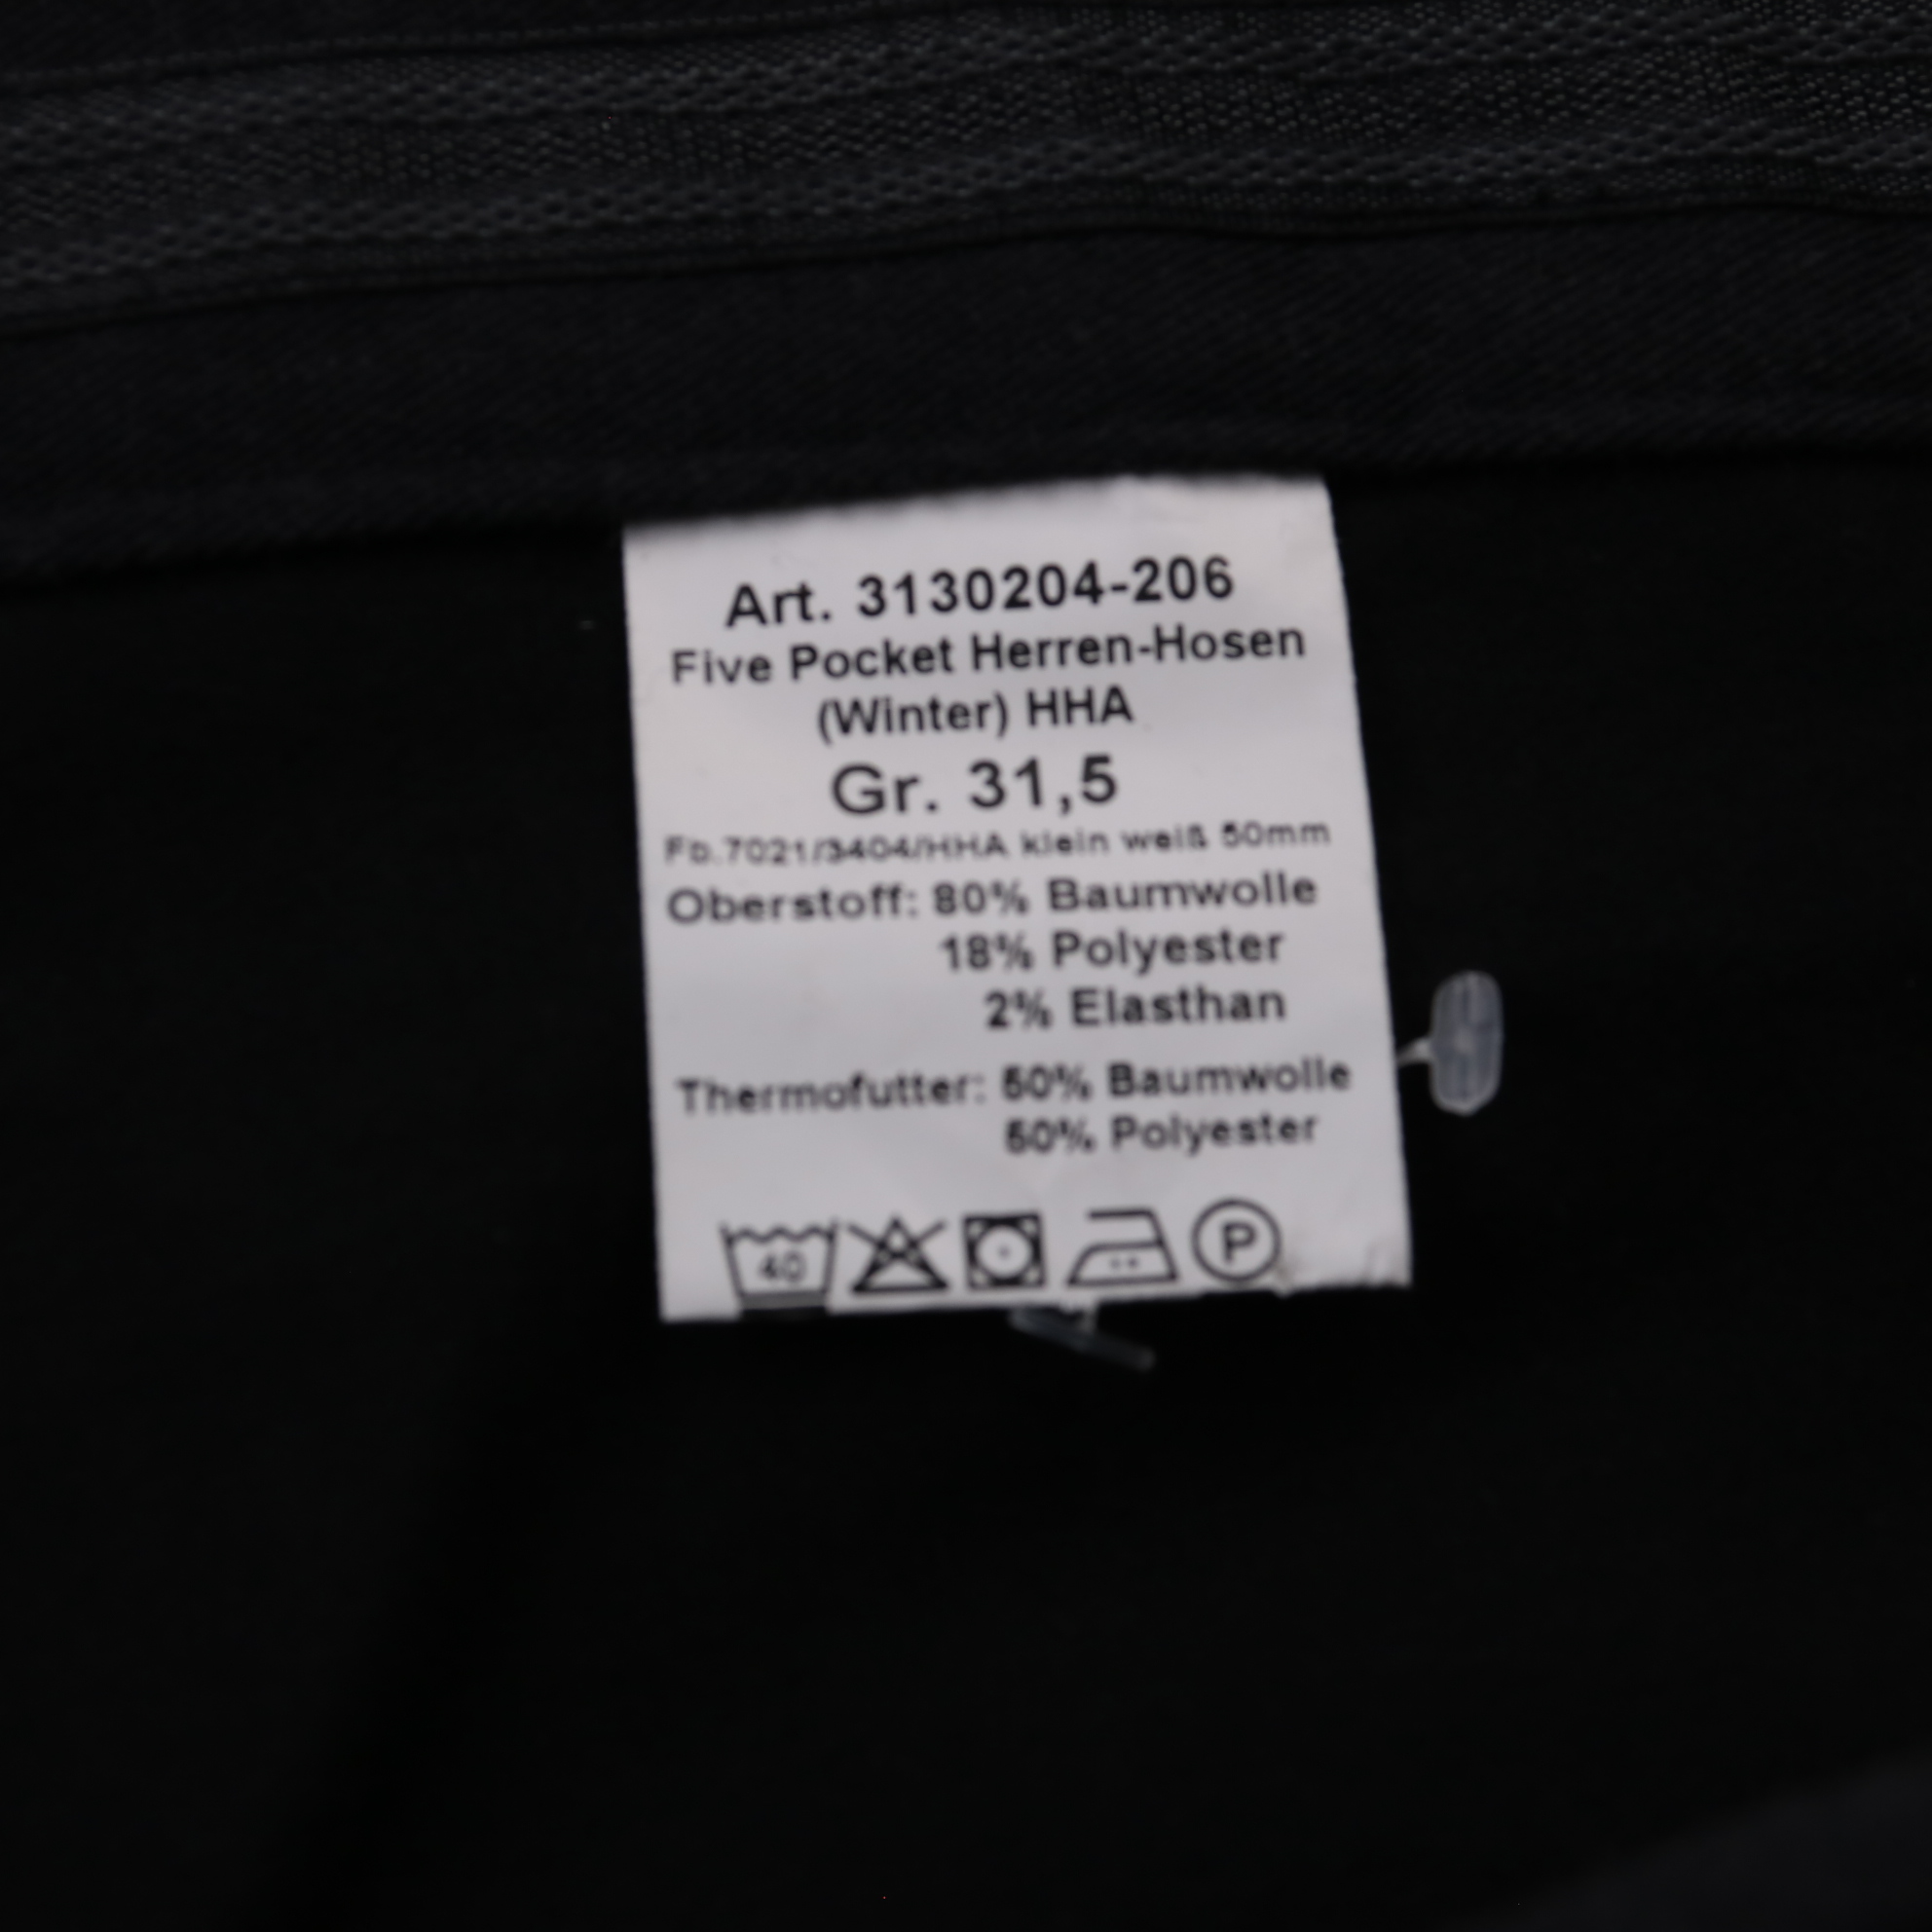 Art. 3130204-206
Five Pocket Herren-Hosen
(Winter) HHA
Gr. 31,5
Fb.7021/3404/HHA klein weiß 50mm
Oberstoff: 80% Baumwolle
18% Polyester
2% Elasthan
Thermofutter: 50% Baumwolle
50% Polyester
40 P